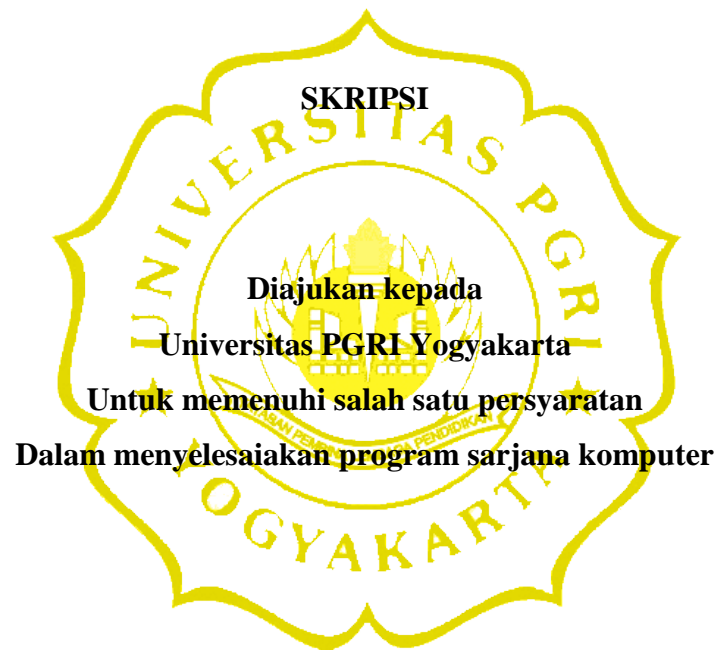 SKRIPSI
UNIVERSITAS PGRI
Diajukan kepada
Universitas PGRI Yogyakarta
Untuk memenuhi salah satu persyaratan
Dalam menyelesaiakan program sarjana komputer
PENDIDIKAN
YOGYAKARTA